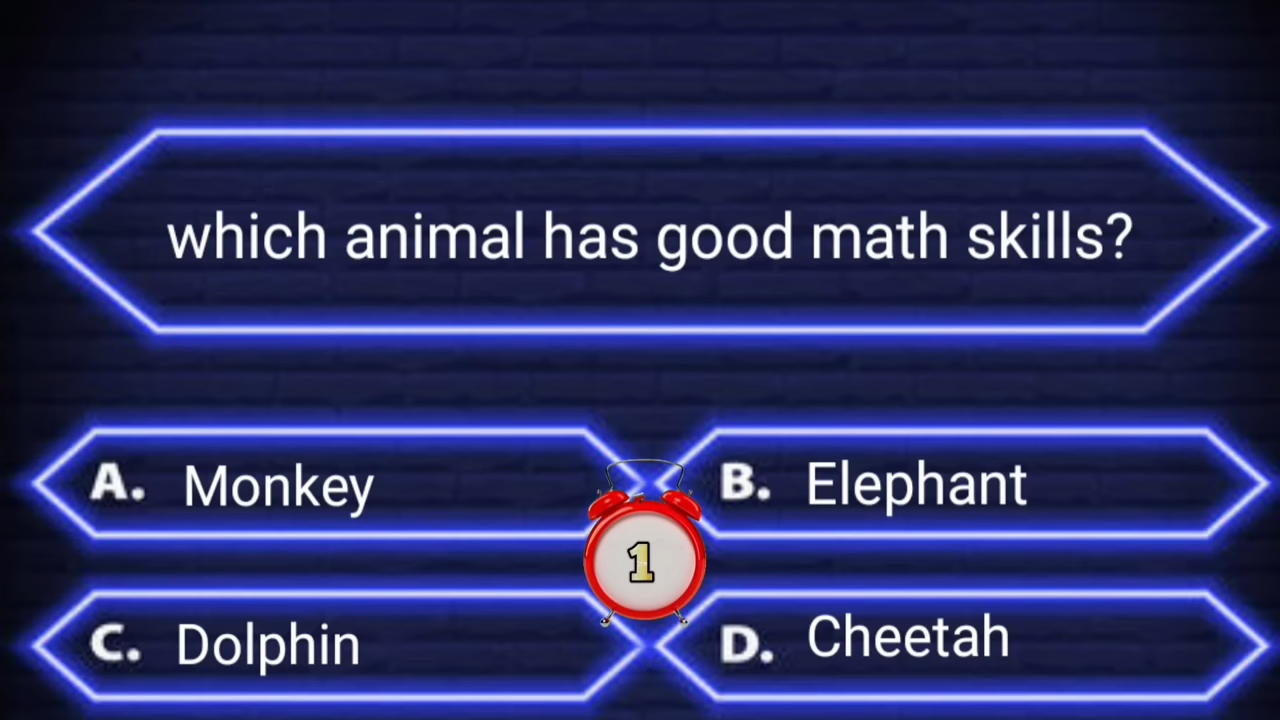 which animal has good math skills?
A. Monkey
B. Elephant
1
C. Dolphin
D. Cheetah